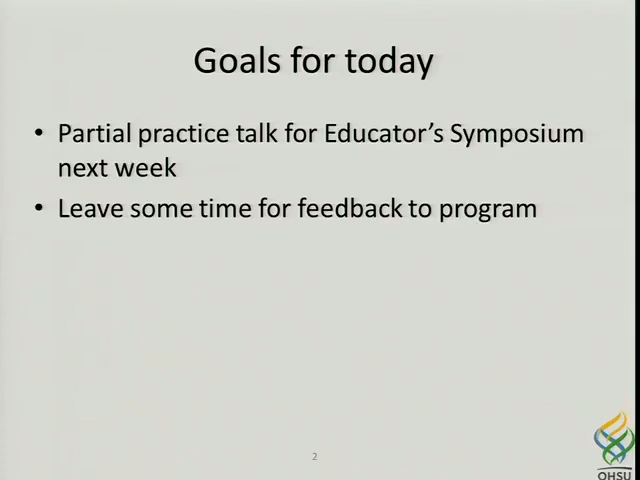 Goals for today
• Partial practice talk for Educator's Symposium
next week
• Leave some time for feedback to program
2
OHSU